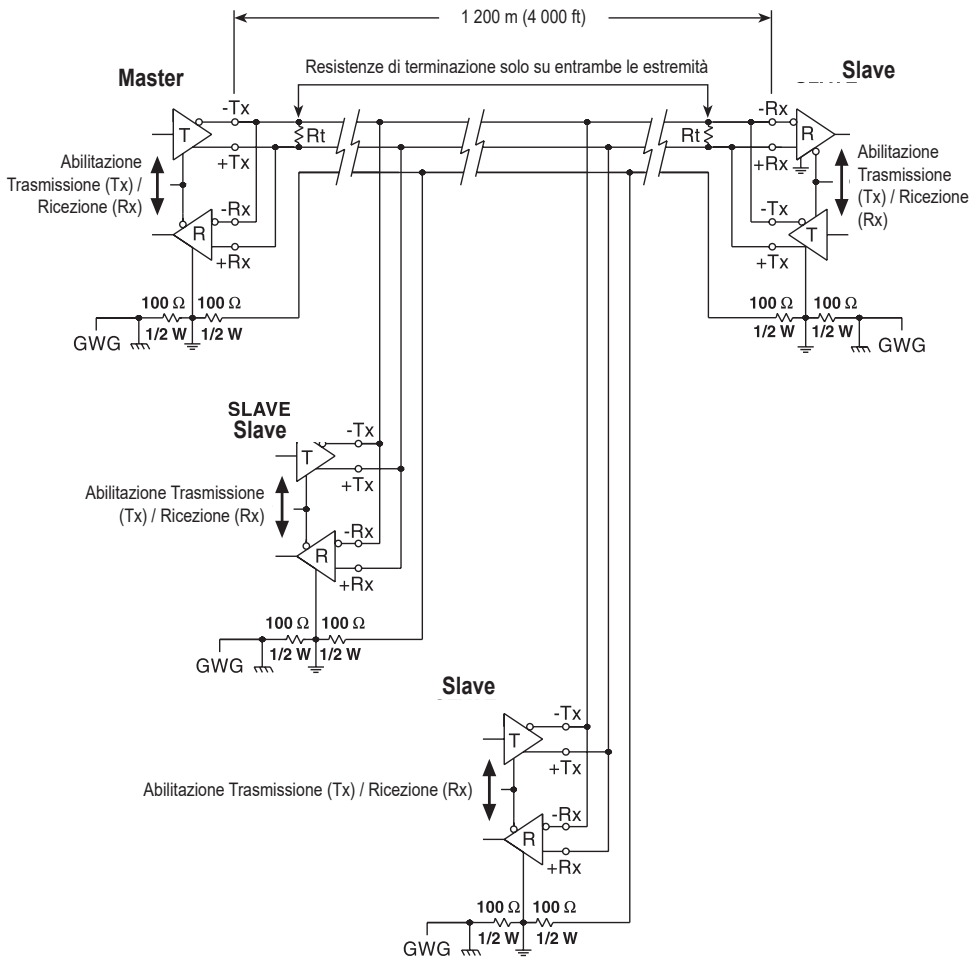 1 200 m (4 000 ft)
Resistenze di terminazione solo su entrambe le estremità
Master
Slave
-Tx
-Rx
T
Rt
Rt
R
+Tx
+Rx
Abilitazione
Trasmissione (Tx) /
Ricezione (Rx)
Abilitazione
Trasmissione
(Tx) / Ricezione
(Rx)
-Rx
-Tx
R
T
+Rx
+Tx
100 Ω 100 Ω
1/2 W 1/2 W
GWG
100 Ω 100 Ω
1/2 W 1/2 W
GWG
SLAVE
Slave
-Tx
T
+Tx
Abilitazione Trasmissione
(Tx) / Ricezione (Rx)
-Rx
R
+Rx
100 Ω 100 Ω
1/2 W 1/2 W
GWG
Slave
-Tx
T
+Tx
Abilitazione Trasmissione (Tx) / Ricezione (Rx)
-Rx
R
+Rx
100 Ω 100 Ω
1/2 W 1/2 W
GWG